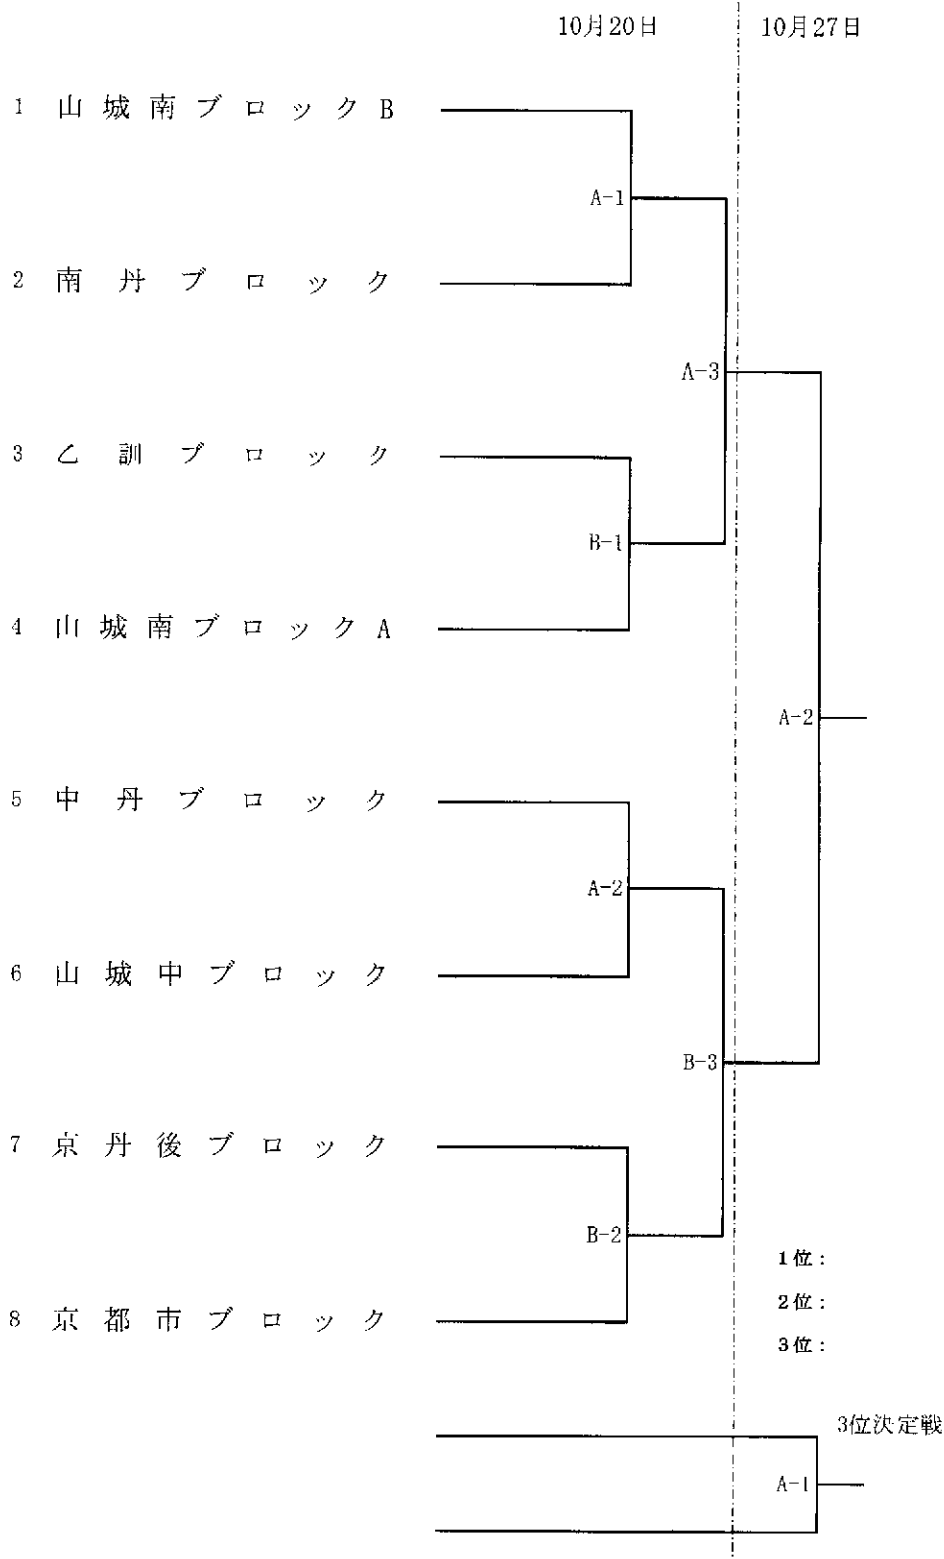 10月20日 10月27日
1 山城南ブロックB
A-1
2 南丹ブロック
A-3
3 乙訓ブロック
B-1
4 山城南ブロックA
A-2
5 中丹ブロック
A-2
6 山城中ブロック
B-3
7 京丹後ブロック
B-2
1位：
2位：
8 京都市ブロック
3位：
3位決定戦
A-1